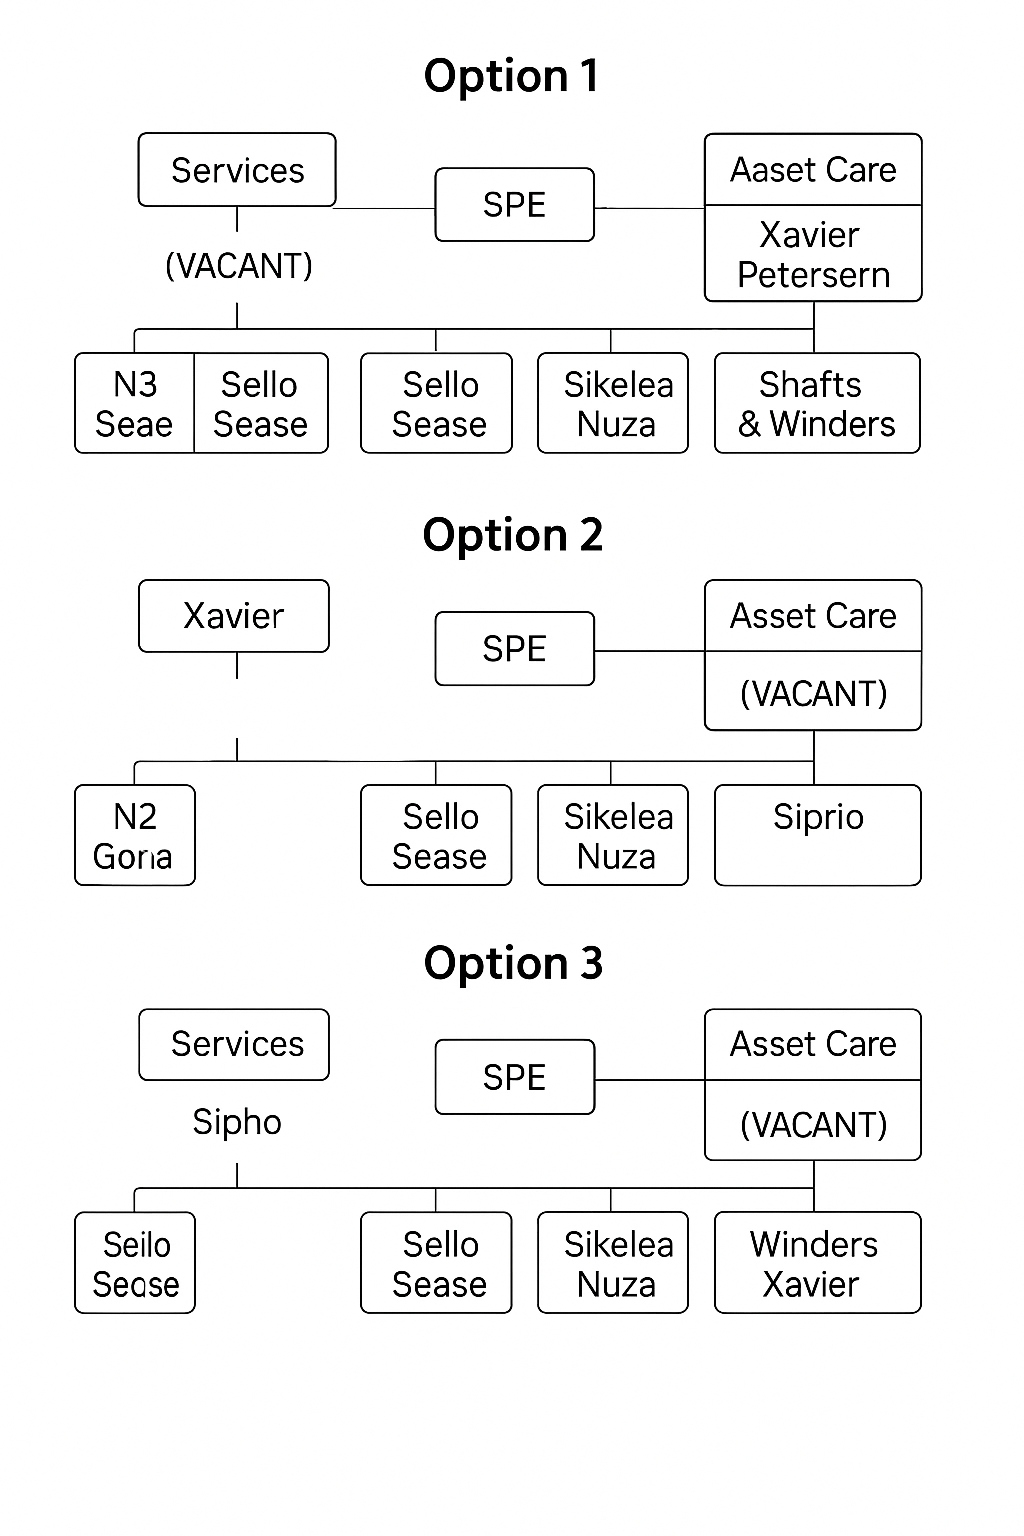 Option 1
Services
SPE
Aaset Care
(VACANT)
Xavier
Petersern
N3
Seae
Sello
Sease
Sello
Sease
Sikelea
Nuza
Shafts
& Winders
Option 2
Xavier
SPE
Asset Care
(VACANT)
N2
Gona
Sello
Sease
Sikelea
Nuza
Siprio
Option 3
Services
SPE
Asset Care
Sipho
(VACANT)
Seilo
Sease
Sello
Sease
Sikelea
Nuza
Winders
Xavier